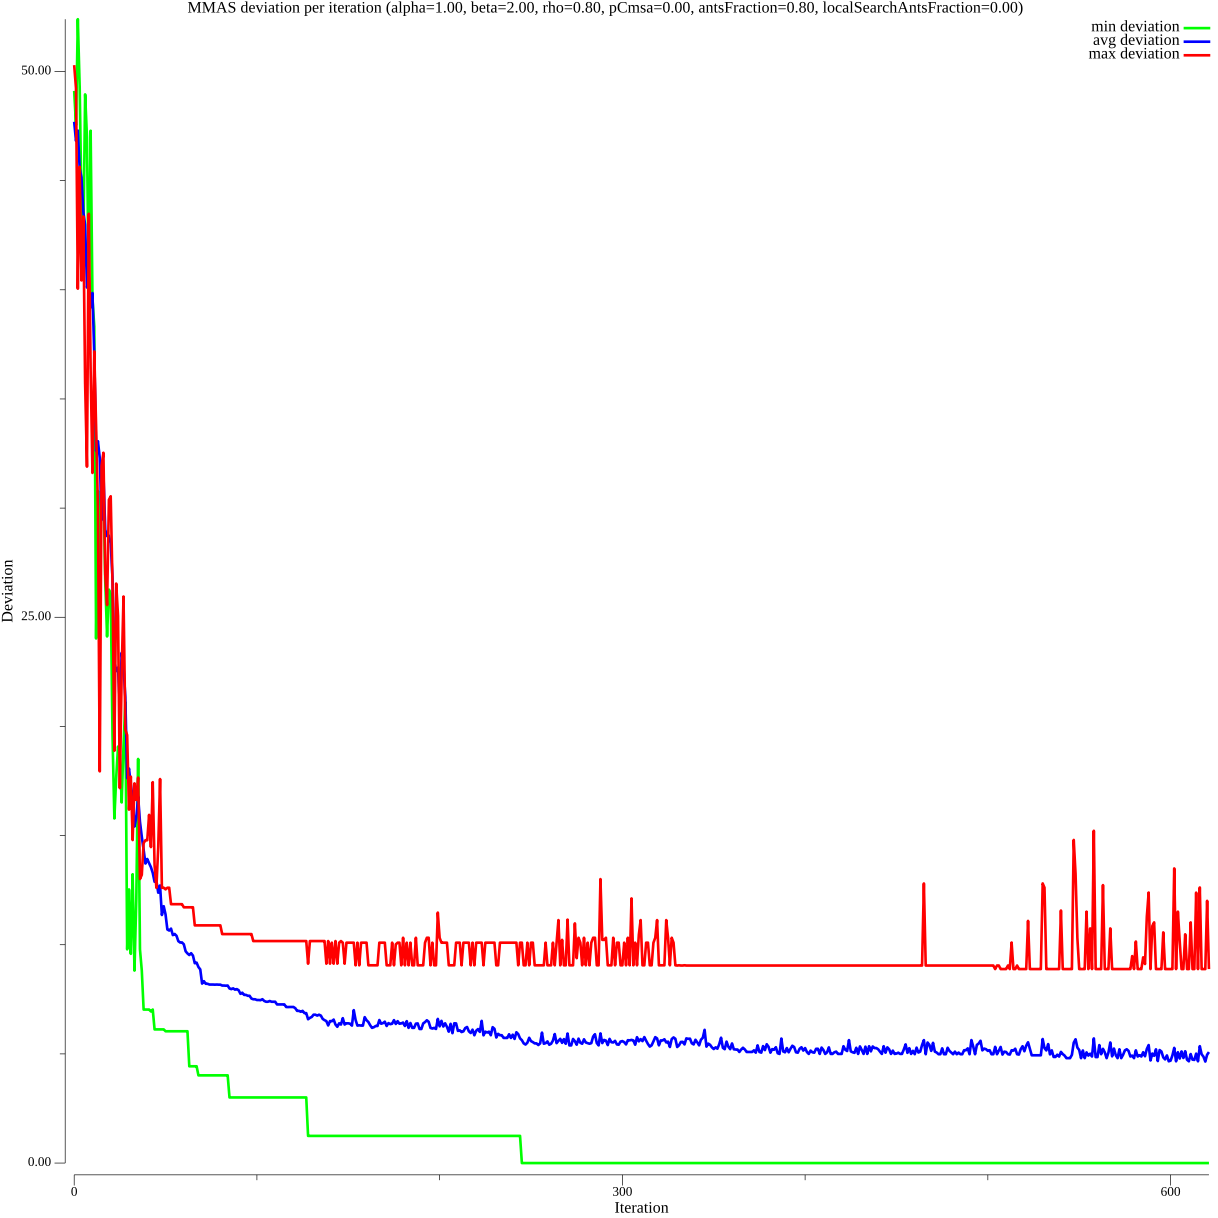 MMAS deviation per iteration (alpha=1.00, beta=2.00, rho=0.80, pCmsa=0.00, antsFraction=0.80, localSearchAntsFraction=0.00)
min deviation
avg deviation
max deviation
50.00
25.00
0.00
Deviation
0
300
600
Iteration